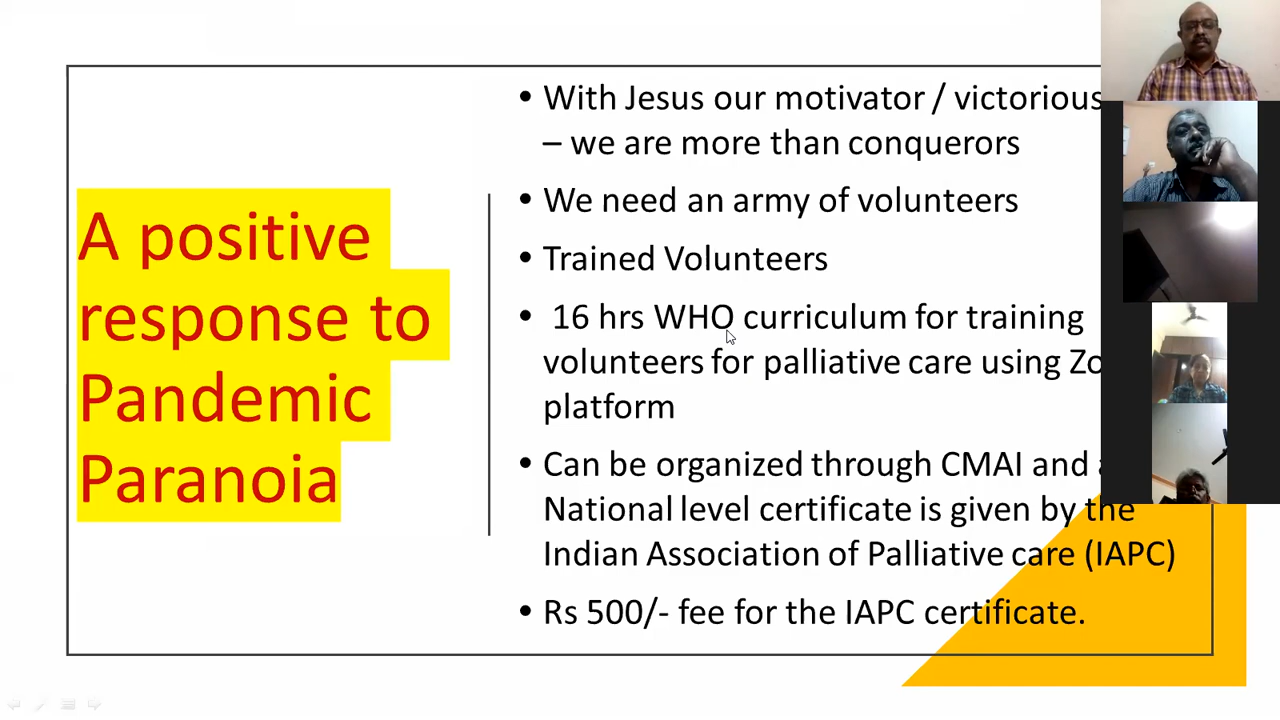 A positive
response to
Pandemic
Paranoia
• With Jesus our motivator / victorious
– we are more than conquerors
• We need an army of volunteers
• Trained Volunteers
• 16 hrs WHO curriculum for training
volunteers for palliative care using
platform
• Can be organized through CMAI and
National level certificate is given by the
Indian Association of Palliative care (IAPC)
• Rs 500/- fee for the IAPC certificate.